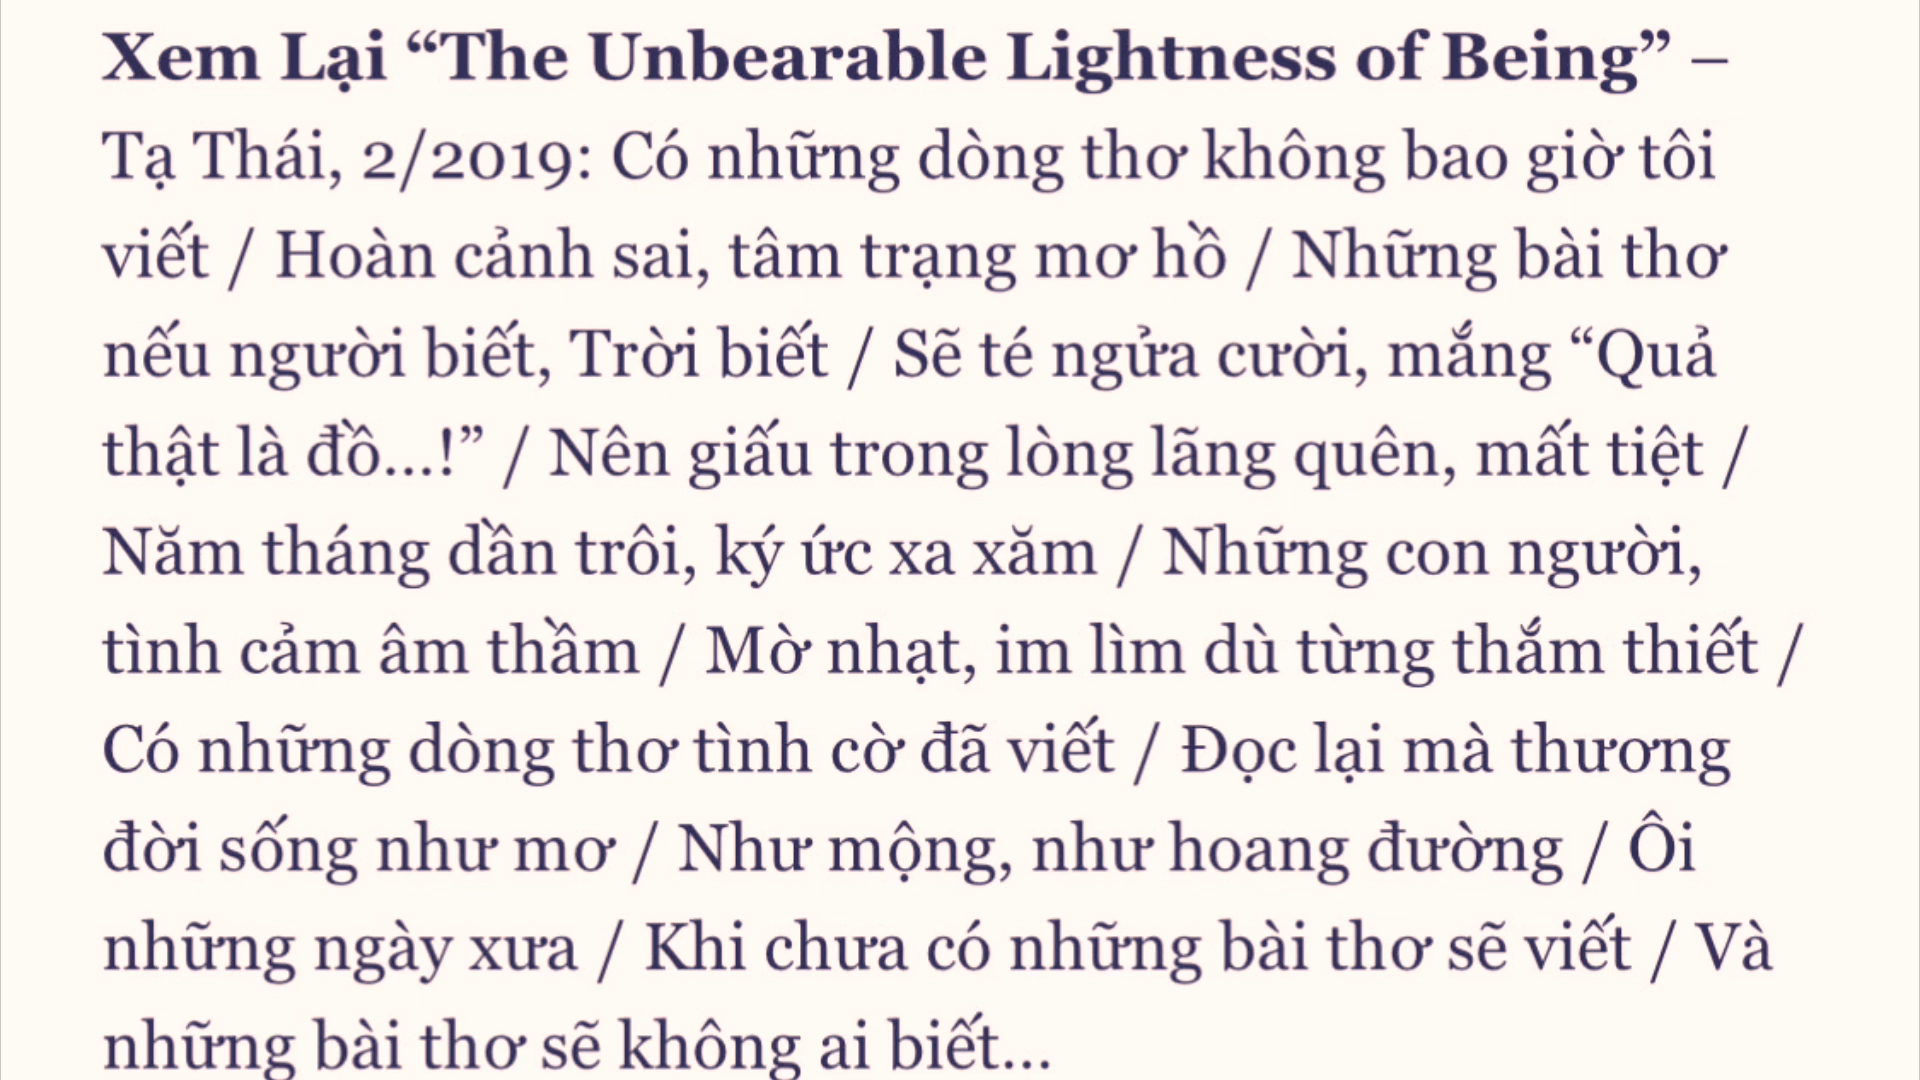 Xem Lại “The Unbearable Lightness of Being” –
Tạ Thái, 2/2019: Có những dòng thơ không bao giờ tôi
viết / Hoàn cảnh sai, tâm trạng mơ hồ / Những bài thơ
nếu người biết, Trời biết / Sẽ té ngửa cười, mắng “Quả
thật là đồ…!” / Nên giấu trong lòng lãng quên, mất tiệt /
Năm tháng dần trôi, ký ức xa xăm / Những con người,
tình cảm âm thầm / Mờ nhạt, im lìm dù từng thắm thiết /
Có những dòng thơ tình cờ đã viết / Đọc lại mà thương
đời sống như mơ / Như mộng, như hoang đường / Ôi
những ngày xưa / Khi chưa có những bài thơ sẽ viết / Và
những bài thơ sẽ không ai biết…